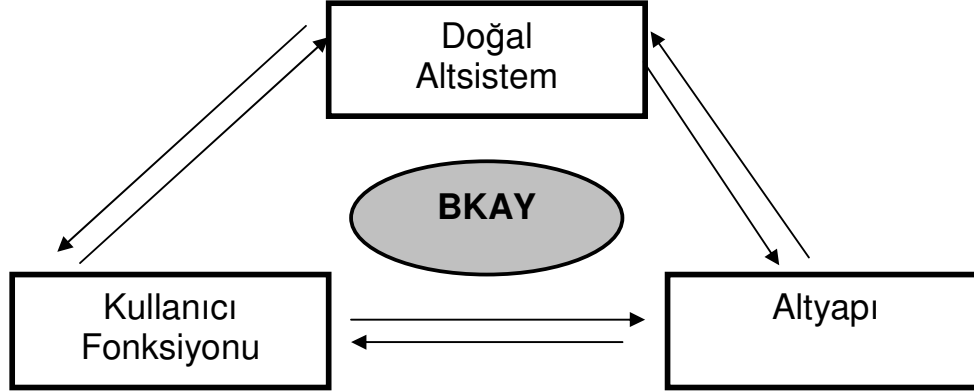 Doğal
Altsistem
BKAY
Kullanıcı
Fonksiyonu
Altyapı